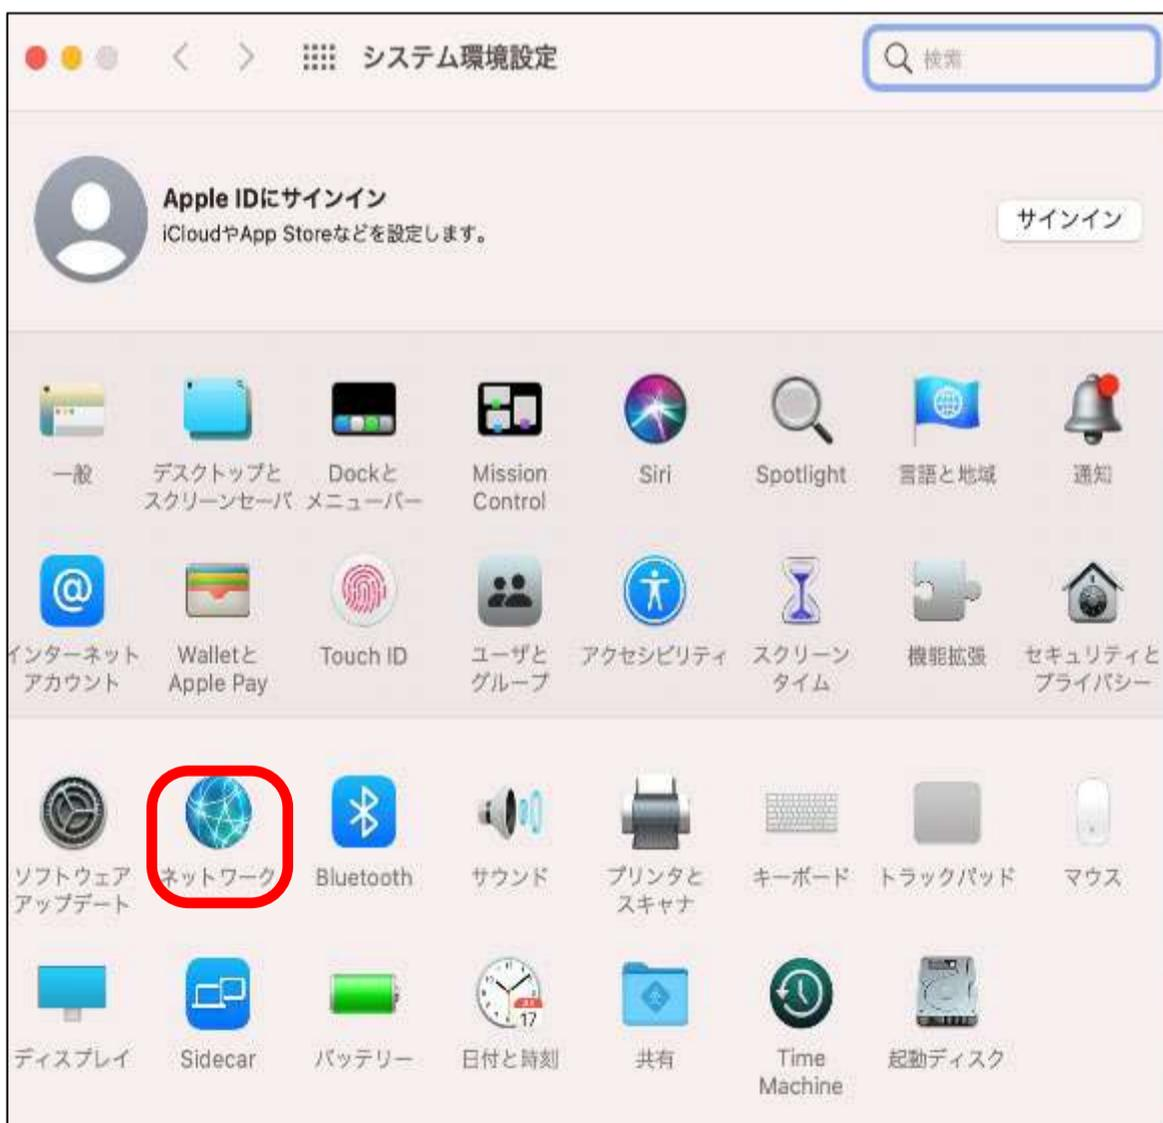 システム環境設定
検索
Apple IDにサインイン
iCloudやApp Storeなどを設定します。
サインイン
一般
デスクトップと
スクリーンセーバ
Dockと
メニューバー
Mission
Control
Siri
Spotlight
言語と地域
通知
インターネット
アカウント
Walletと
Apple Pay
Touch ID
ユーザと
グループ
アクセシビリティ
スクリーン
タイム
機能拡張
セキュリティと
プライバシー
ソフトウェア
アップデート
ネットワーク
Bluetooth
サウンド
プリンタと
スキャナ
キーボード
トラックパッド
マウス
ディスプレイ
Sidecar
バッテリー
日付と時刻
17
共有
Time
Machine
起動ディスク